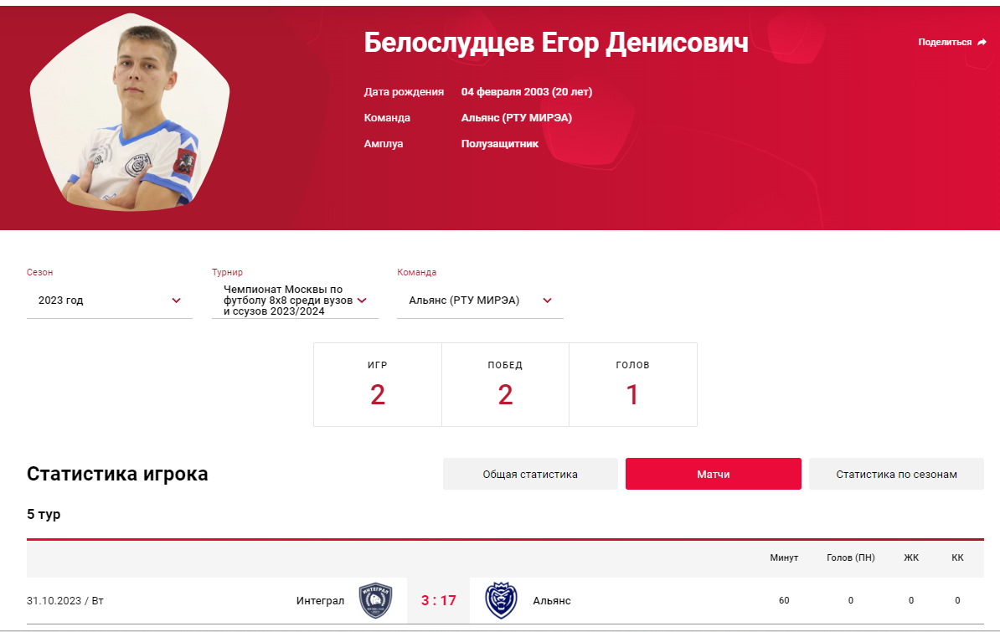 Белослудцев Егор Денисович
Поделиться
Дата рождения 04 февраля 2003 (20 лет)
Команда Альянс (РТУ МИРЭА)
Амплуа Полузащитник
Сезон Турнир Команда
2023 год
Чемпионат Москвы по
футболу 8х8 среди вузов
и ссузов 2023/2024
Альянс (РТУ МИРЭА)
ИГР ПОБЕД ГОЛОВ
2 2 1
Статистика игрока
Общая статистика Матчи Статистика по сезонам
5 тур
Минут Голов (ПН) ЖК КК
31.10.2023 / Вт Интеграл ИНТЕГРАЛ 3 : 17 Альянс 60 0 0 0